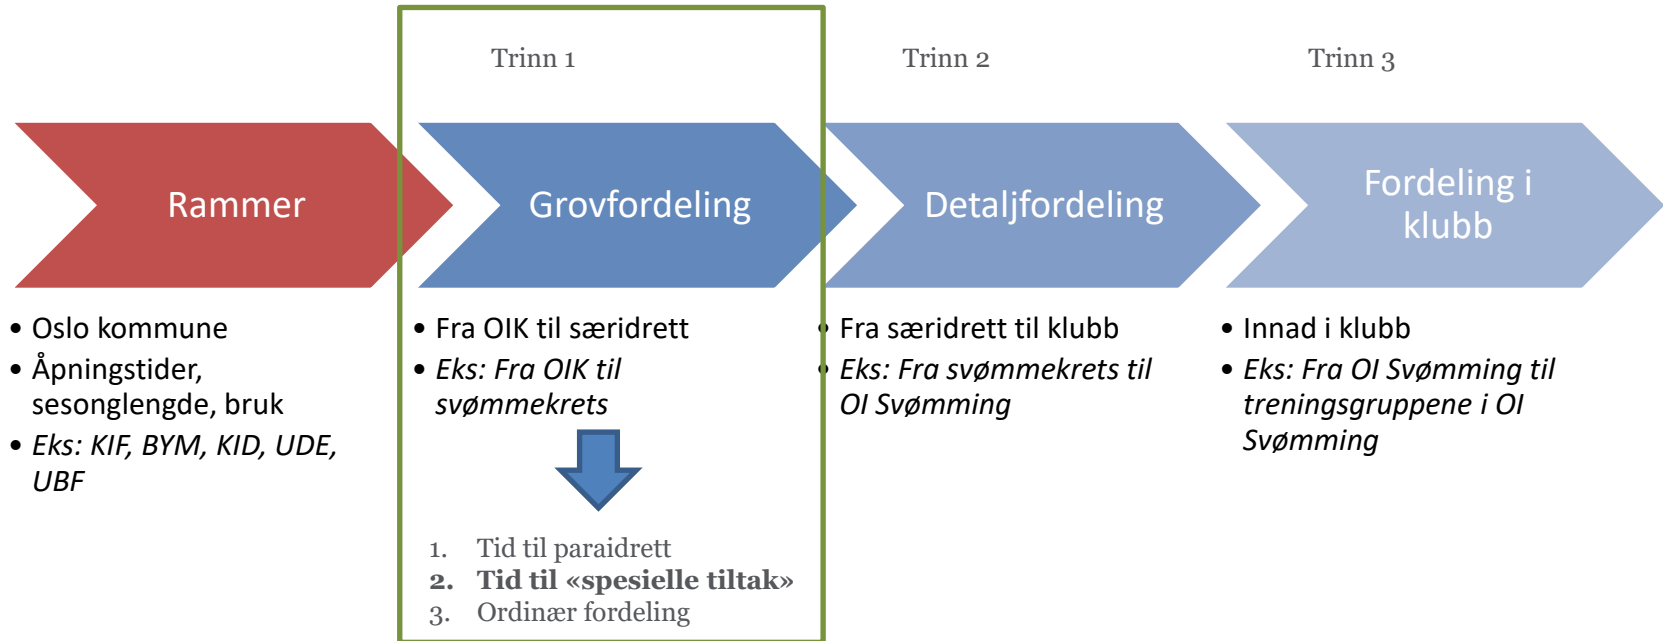 Trinn 1
Trinn 2
Trinn 3
Rammer
Grovfordeling
Detaljfordeling
Fordeling i
klubb
• Oslo kommune
• Åpningstider,
sesonglengde, bruk
• Eks: KIF, BYM, KID, UDE,
UBF
• Fra OIK til særidrett
• Eks: Fra OIK til
svømmekrets
1. Tid til paraidrett
2. Tid til «spesielle tiltak»
3. Ordinær fordeling
• Fra særidrett til klubb
• Eks: Fra svømmekrets til
OI Svømming
• Innad i klubb
• Eks: Fra OI Svømming til
treningsgruppene i OI
Svømming